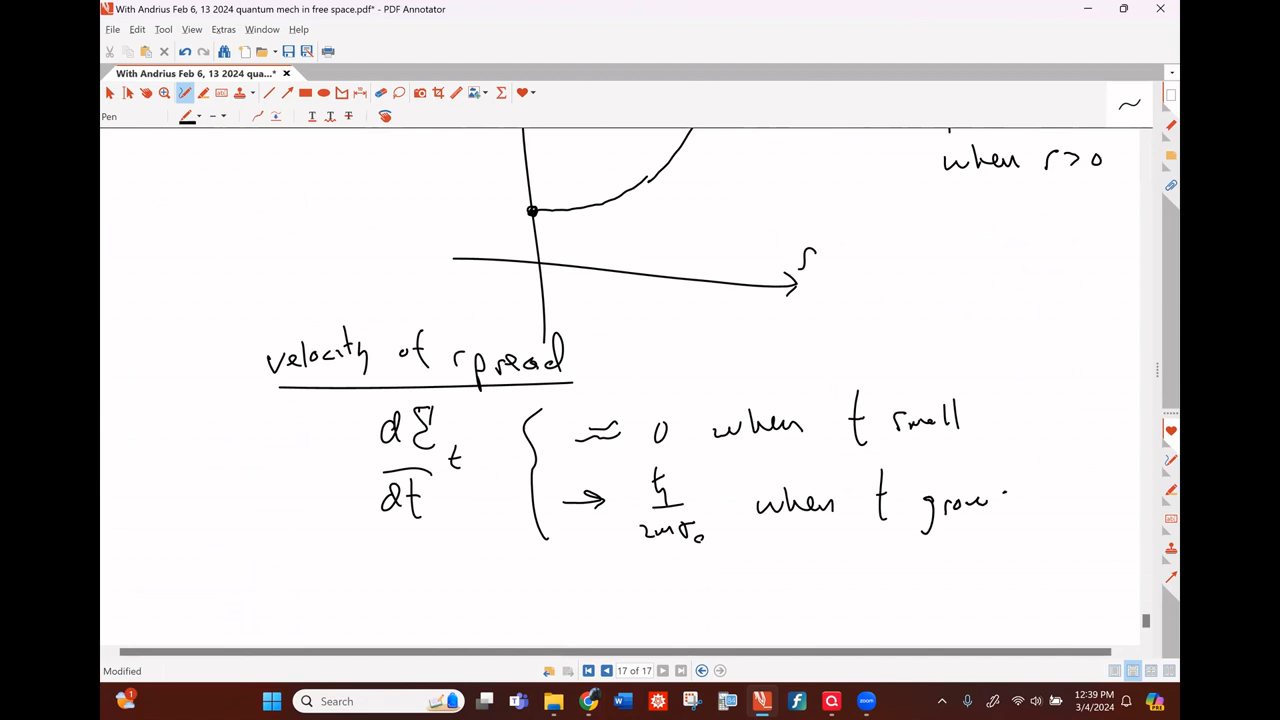 With Andrius Feb 6, 13 2024 quantum mech in free space.pdf* - PDF Annotator
File Edit Tool View Extras Window Help
With Andrius Feb 6, 13 2024 qua...* ×
Pen
when s > 0
s
velocity of spread
dΣ_t/dt { ≈ 0 when t small
→ ħ/2mσ₀ when t grow
Modified
17 of 17
Search
12:39 PM
3/4/2024